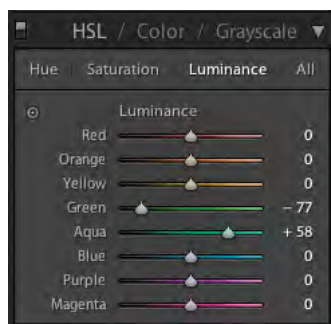 HSL / Color / Grayscale ▼
Hue Saturation Luminance All
Luminance
Red 0
Orange 0
Yellow 0
Green – 77
Aqua + 58
Blue 0
Purple 0
Magenta 0